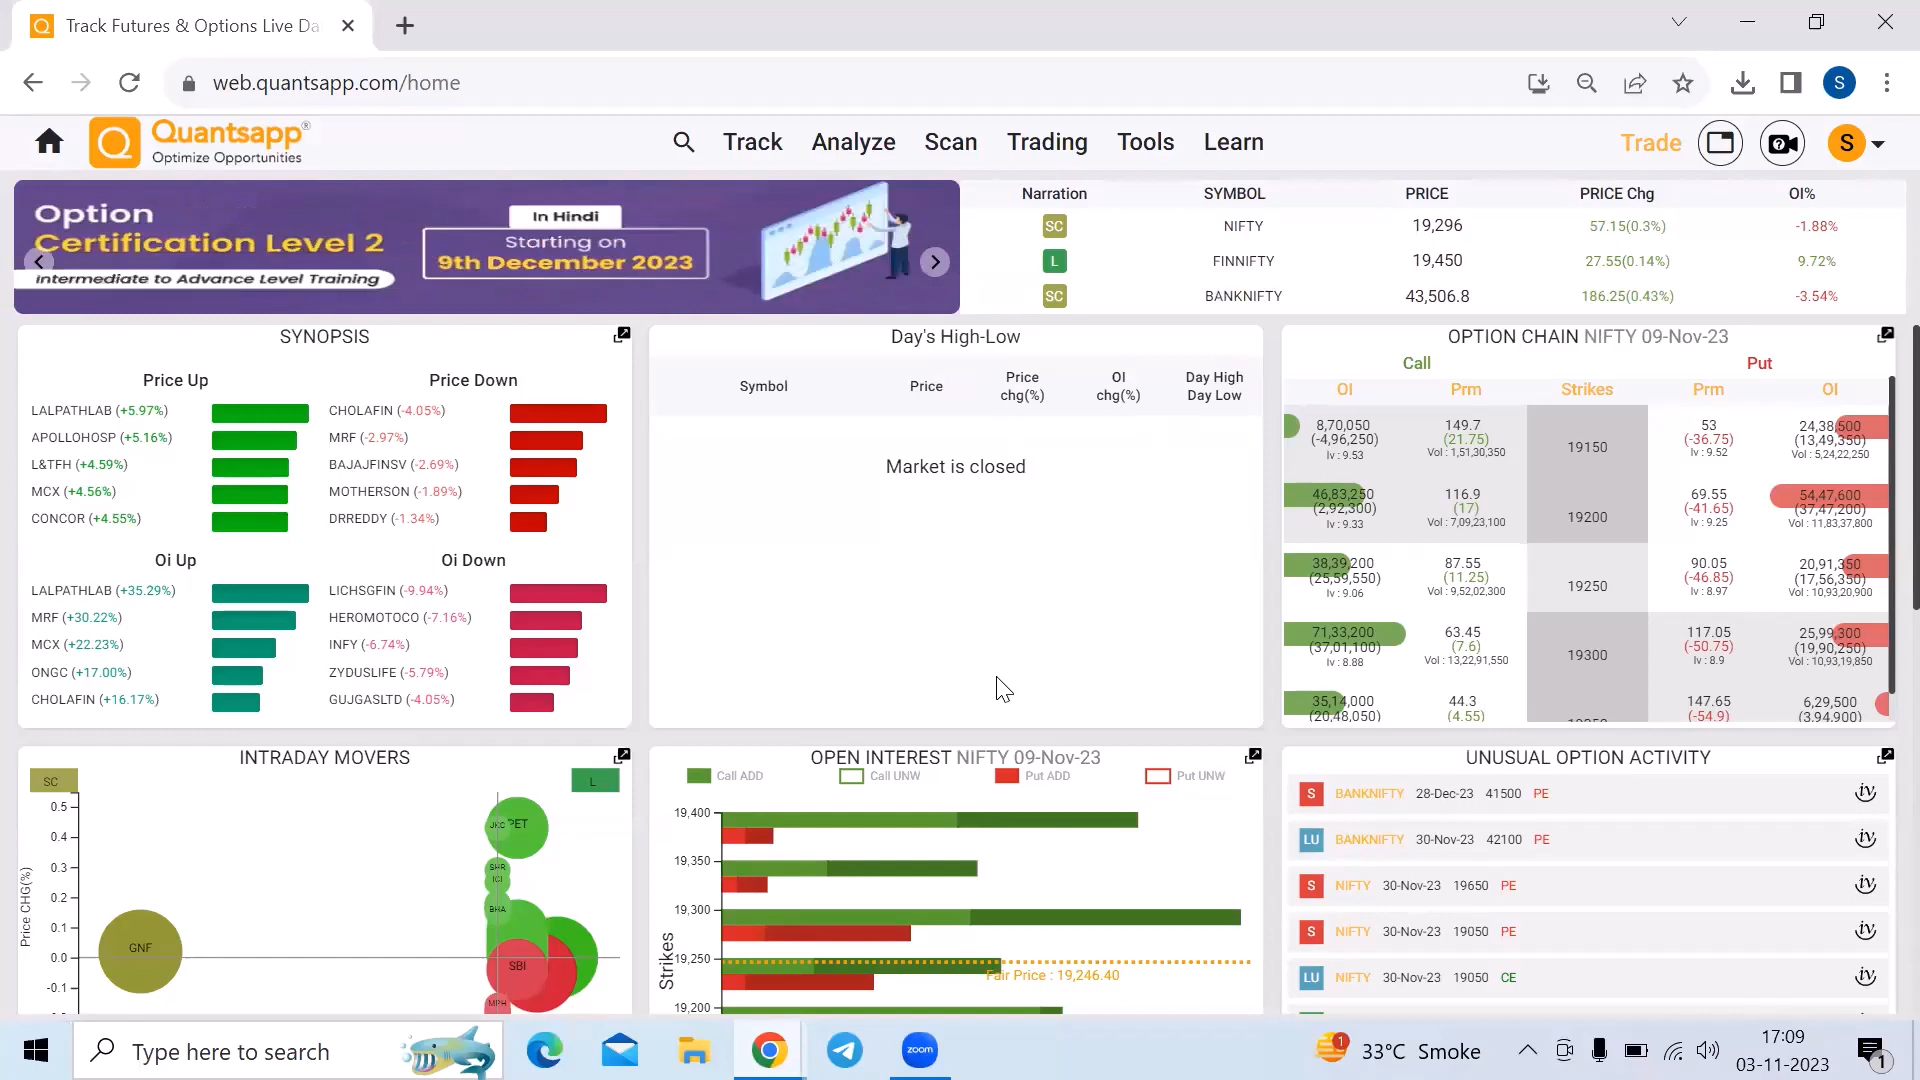 Track Futures & Options Live Da
web.quantsapp.com/home
S
Quantsapp®
Optimize Opportunities
Track Analyze Scan Trading Tools Learn
Trade
S
Option
Certification Level 2
Intermediate to Advance Level Training
In Hindi
Starting on
9th December 2023
Narration SYMBOL PRICE PRICE Chg OI%
SC NIFTY 19,296 57.15(0.3%) -1.88%
L FINNIFTY 19,450 27.55(0.14%) 9.72%
SC BANKNIFTY 43,506.8 186.25(0.43%) -3.54%
SYNOPSIS
Price Up
LALPATHLAB (+5.97%)
APOLLOHOSP (+5.16%)
L&TFH (+4.59%)
MCX (+4.56%)
CONCOR (+4.55%)
Price Down
CHOLAFIN (-4.05%)
MRF (-2.97%)
BAJAJFINSV (-2.69%)
MOTHERSON (-1.89%)
DRREDDY (-1.34%)
Oi Up
LALPATHLAB (+35.29%)
MRF (+30.22%)
MCX (+22.23%)
ONGC (+17.00%)
CHOLAFIN (+16.17%)
Oi Down
LICHSGFIN (-9.94%)
HEROMOTOCO (-7.16%)
INFY (-6.74%)
ZYDUSLIFE (-5.79%)
GUJGASLTD (-4.05%)
Day's High-Low
Symbol Price Price chg(%) OI chg(%) Day High Day Low
Market is closed
OPTION CHAIN NIFTY 09-Nov-23
Call Put
OI Prm Strikes Prm OI
8,70,050 149.7 53 24,38,500
(-4,96,250) (21.75) 19150 (-36.75) (13,49,350)
Iv : 9.53 Vol : 1,51,30,350 Iv : 9.52 Vol : 5,24,22,250
46,83,250 116.9 69.55 54,47,600
(2,92,300) (17) 19200 (-41.65) (37,47,200)
Iv : 9.33 Vol : 7,09,23,100 Iv : 9.25 Vol : 11,83,37,800
38,39,200 87.55 90.05 20,91,350
(25,59,550) (11.25) 19250 (-46.85) (17,56,350)
Iv : 9.06 Vol : 9,52,02,300 Iv : 8.97 Vol : 10,93,20,900
71,33,200 63.45 117.05 25,99,300
(37,01,100) (7.6) 19300 (-50.75) (19,90,250)
Iv : 8.88 Vol : 13,22,91,550 Iv : 8.9 Vol : 10,93,19,850
35,14,000 44.3 147.65 6,29,500
(20,48,050) (4.55) (-54.9) (3,94,900)
INTRADAY MOVERS
SC L
Price CHG(%)
0.5
0.4
0.3
0.2
0.1
0.0
-0.1
GNF
PET
BHA
SBI
MPH
OPEN INTEREST NIFTY 09-Nov-23
Call ADD Call UNW Put ADD Put UNW
Strikes
19,400
19,350
19,300
19,250
19,200
Fair Price : 19,246.40
UNUSUAL OPTION ACTIVITY
S BANKNIFTY 28-Dec-23 41500 PE iv
LU BANKNIFTY 30-Nov-23 42100 PE iv
S NIFTY 30-Nov-23 19650 PE iv
S NIFTY 30-Nov-23 19050 PE iv
LU NIFTY 30-Nov-23 19050 CE iv
Type here to search
zoom
1
33°C Smoke
17:09
03-11-2023
1